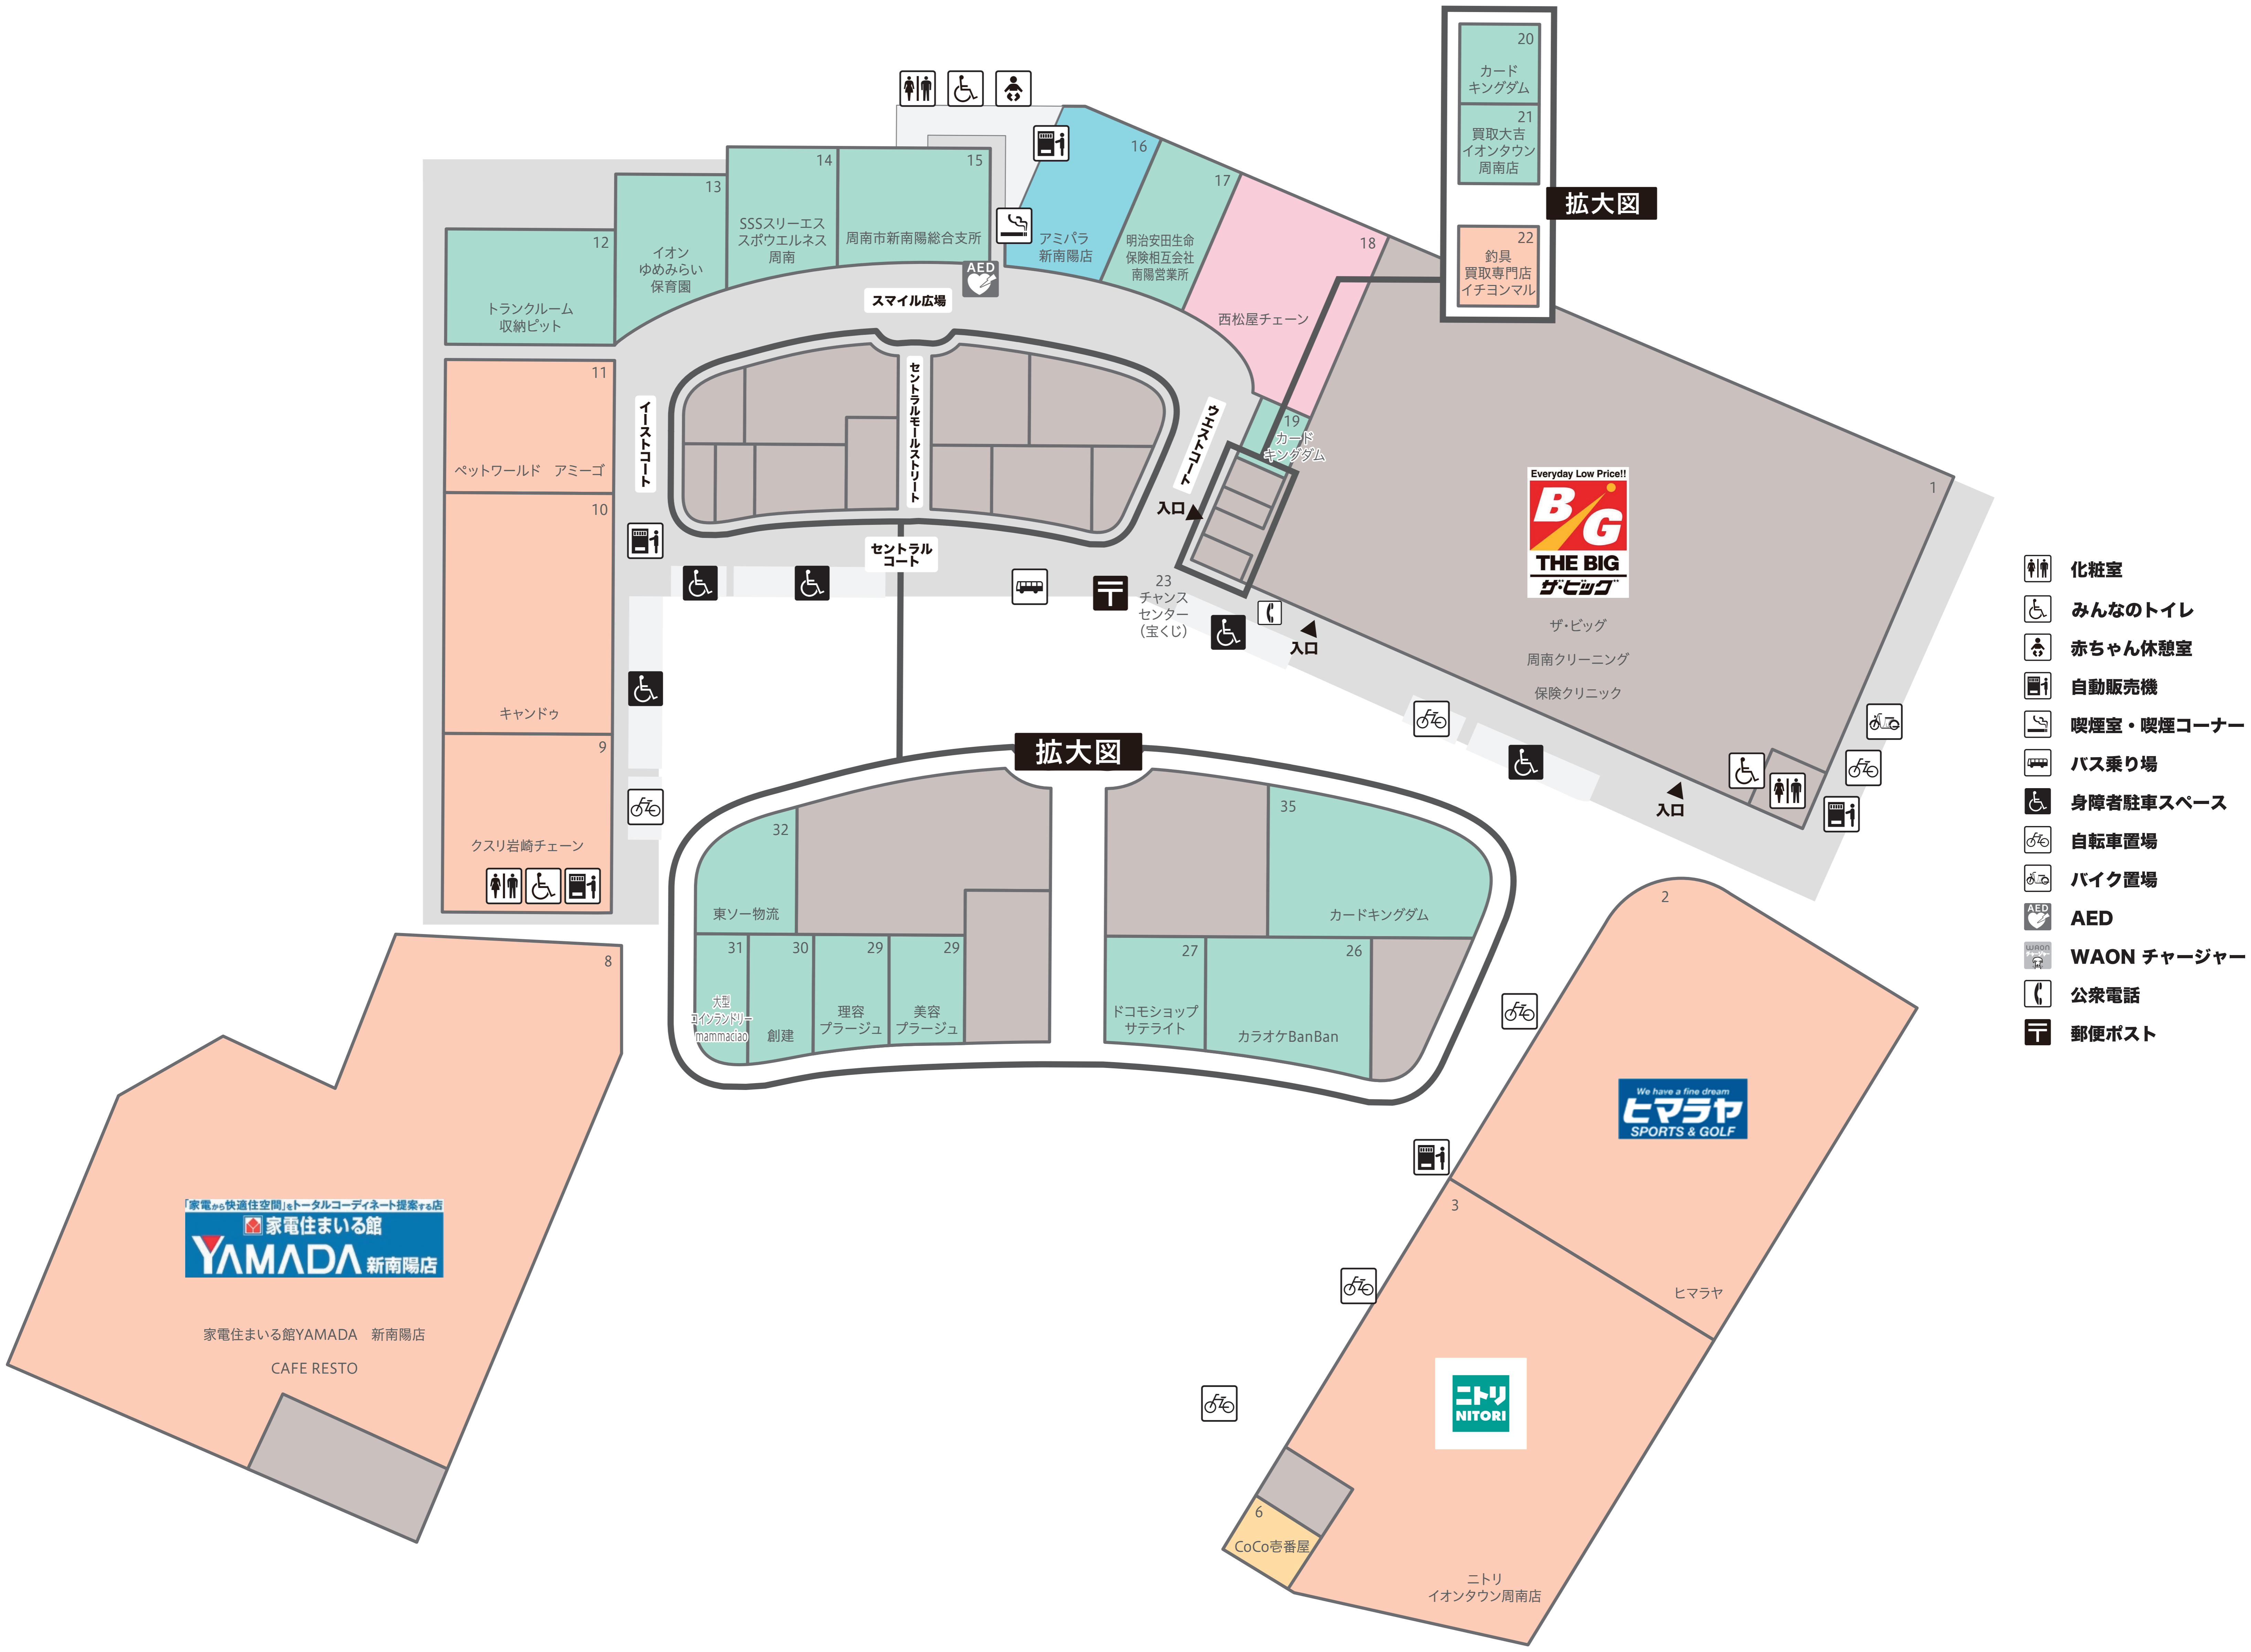 20
カード
キングダム
21
買取大吉
イオンタウン
周南店
拡大図
22
釣具
買取専門店
イチヨンマル
16
アミパラ
新南陽店
17
明治安田生命
保険相互会社
南陽営業所
18
西松屋チェーン
19
カード
キングダム
15
周南市新南陽総合支所
14
SSSスリーエス
スポウエルネス
周南
13
イオン
ゆめみらい
保育園
12
トランクルーム
収納ピット
AED
スマイル広場
11
ペットワールド　アミーゴ
10
キャンドゥ
9
クスリ岩崎チェーン
イーストコート
セントラルモールストリート
ウエストコート
セントラル
コート
入口
23
チャンス
センター
（宝くじ）
入口
入口
1
Everyday Low Price!!
BIG
THE BIG
ザ・ビッグ
ザ・ビッグ
周南クリーニング
保険クリニック
化粧室
みんなのトイレ
赤ちゃん休憩室
自動販売機
喫煙室・喫煙コーナー
バス乗り場
身障者駐車スペース
自転車置場
バイク置場
AED
AED
WAON チャージャー
公衆電話
郵便ポスト
拡大図
32
東ソー物流
31
大型
コインランドリー
mammaciao
30
創建
29
理容
プラージュ
29
美容
プラージュ
35
カードキングダム
27
ドコモショップ
サテライト
26
カラオケBanBan
8
「家電から快適住空間」をトータルコーディネート提案する店
家電住まいる館
YAMADA 新南陽店
家電住まいる館YAMADA　新南陽店
CAFE RESTO
2
We have a fine dream
ヒマラヤ
SPORTS & GOLF
ヒマラヤ
3
ニトリ
NITORI
ニトリ
イオンタウン周南店
6
CoCo壱番屋